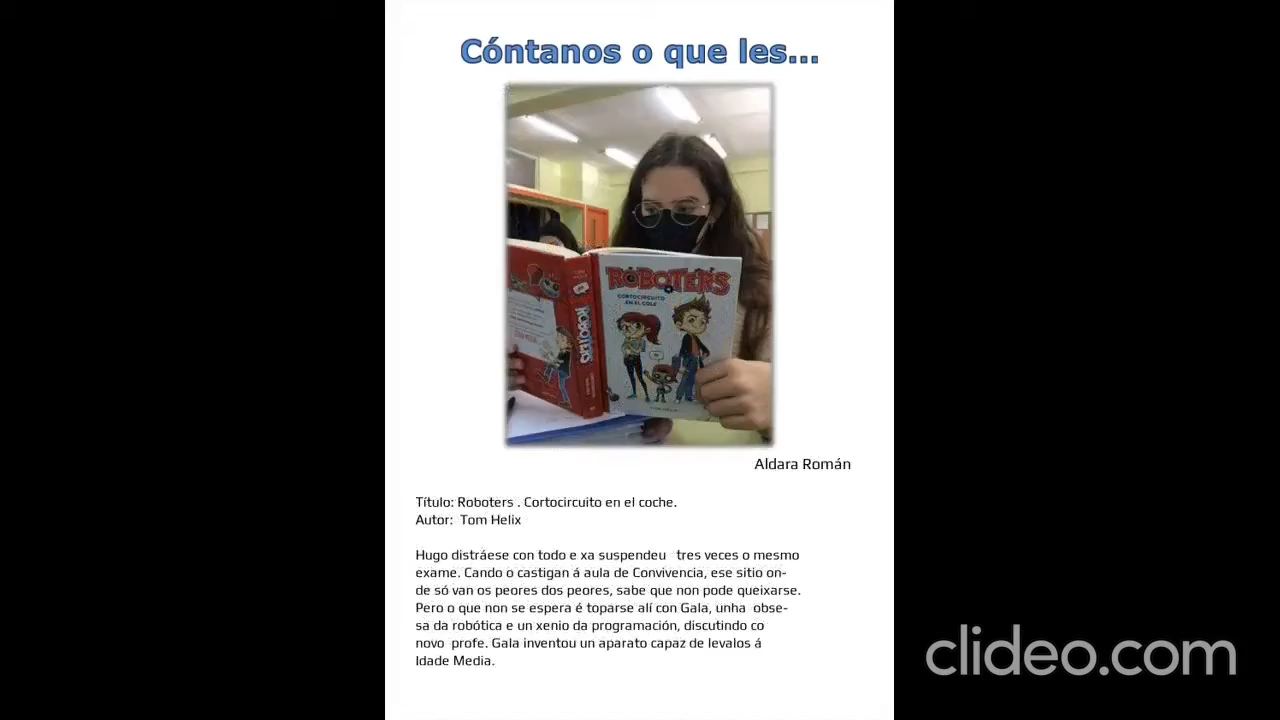 Cóntanos o que les...
ROBOTERS
CORTOCIRCUITO
EN EL COLE
ROBOTERS
Aldara Román
Título: Roboters . Cortocircuito en el coche.
Autor: Tom Helix
Hugo distráese con todo e xa suspendeu tres veces o mesmo
exame. Cando o castigan á aula de Convivencia, ese sitio on-
de só van os peores dos peores, sabe que non pode queixarse.
Pero o que non se espera é toparse alí con Gala, unha obse-
sa da robótica e un xenio da programación, discutindo co
novo profe. Gala inventou un aparato capaz de levalos á
Idade Media.
clideo.com